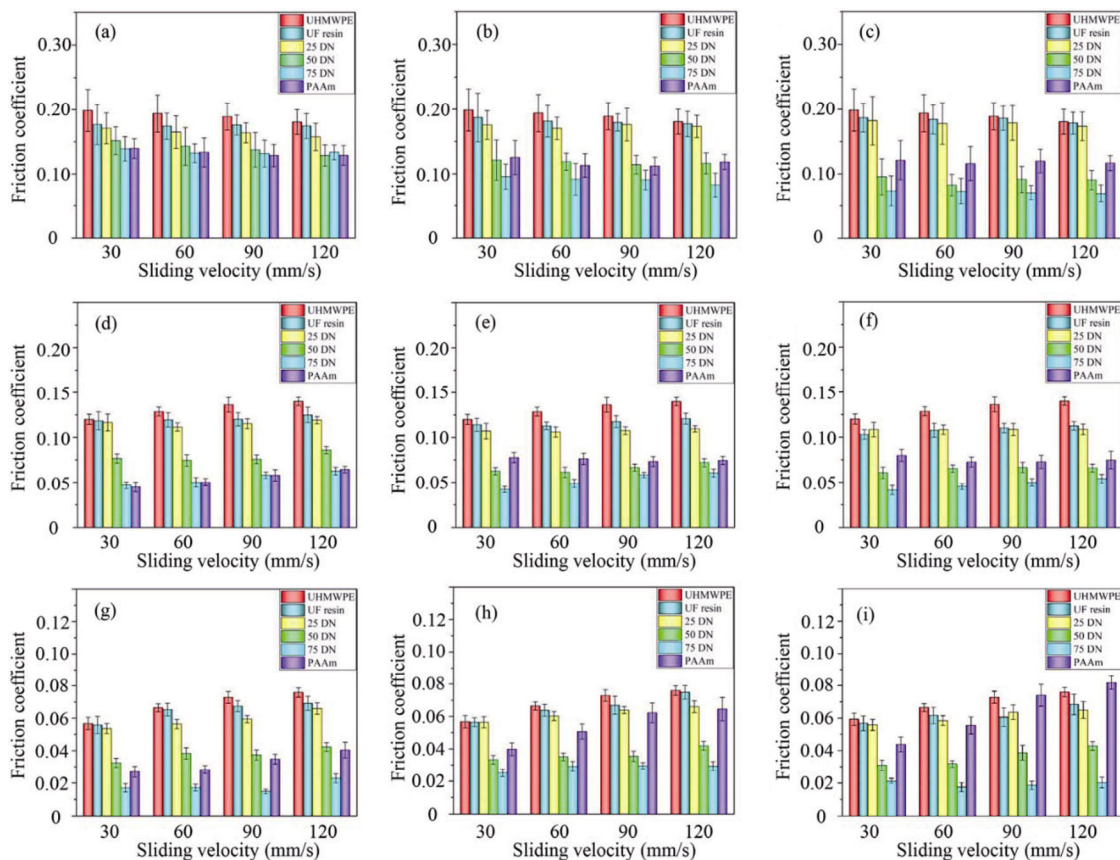 (a)
UHMWPE
UF resin
25 DN
50 DN
75 DN
PAAm
0.30
0.20
0.10
0
Friction coefficient
30 60 90 120
Sliding velocity (mm/s)
(b)
UHMWPE
UF resin
25 DN
50 DN
75 DN
PAAm
0.30
0.20
0.10
0
Friction coefficient
30 60 90 120
Sliding velocity (mm/s)
(c)
UHMWPE
UF resin
25 DN
50 DN
75 DN
PAAm
0.30
0.20
0.10
0
Friction coefficient
30 60 90 120
Sliding velocity (mm/s)
(d)
UHMWPE
UF resin
25 DN
50 DN
75 DN
PAAm
0.20
0.15
0.10
0.05
0
Friction coefficient
30 60 90 120
Sliding velocity (mm/s)
(e)
UHMWPE
UF resin
25 DN
50 DN
75 DN
PAAm
0.20
0.15
0.10
0.05
0
Friction coefficient
30 60 90 120
Sliding velocity (mm/s)
(f)
UHMWPE
UF resin
25 DN
50 DN
75 DN
PAAm
0.20
0.15
0.10
0.05
0
Friction coefficient
30 60 90 120
Sliding velocity (mm/s)
(g)
UHMWPE
UF resin
25 DN
50 DN
75 DN
PAAm
0.12
0.10
0.08
0.06
0.04
0.02
0
Friction coefficient
30 60 90 120
Sliding velocity (mm/s)
(h)
UHMWPE
UF resin
25 DN
50 DN
75 DN
PAAm
0.12
0.10
0.08
0.06
0.04
0.02
0
Friction coefficient
30 60 90 120
Sliding velocity (mm/s)
(i)
UHMWPE
UF resin
25 DN
50 DN
75 DN
PAAm
0.12
0.10
0.08
0.06
0.04
0.02
0
Friction coefficient
30 60 90 120
Sliding velocity (mm/s)